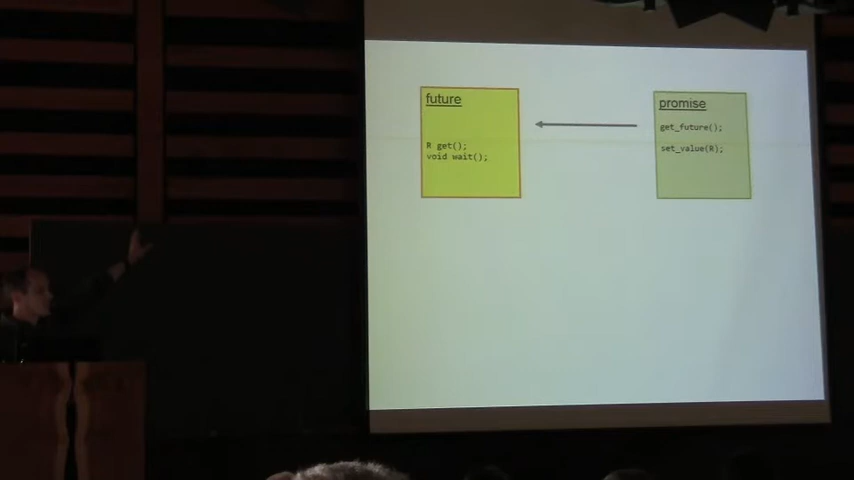 future
R get();
void wait();
promise
get_future();
set_value(R);